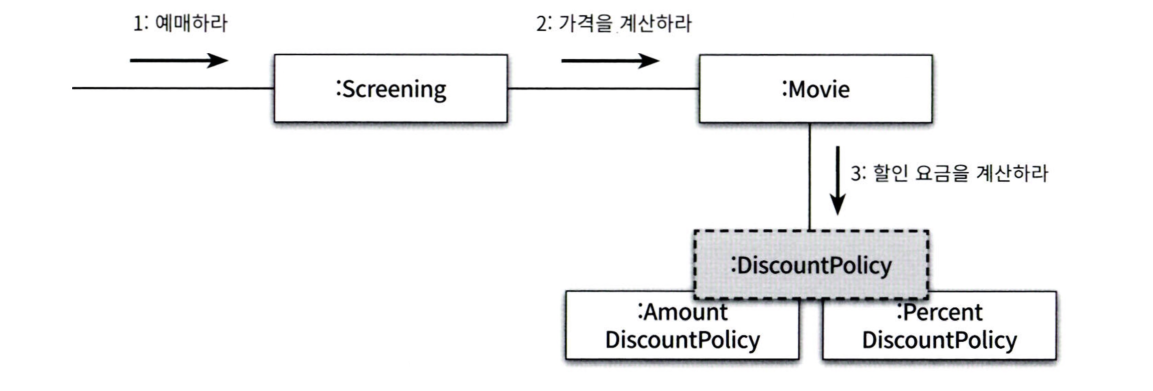 1: 예매하라
2: 가격을 계산하라
:Screening
:Movie
3: 할인 요금을 계산하라
:DiscountPolicy
:Amount
DiscountPolicy
:Percent
DiscountPolicy